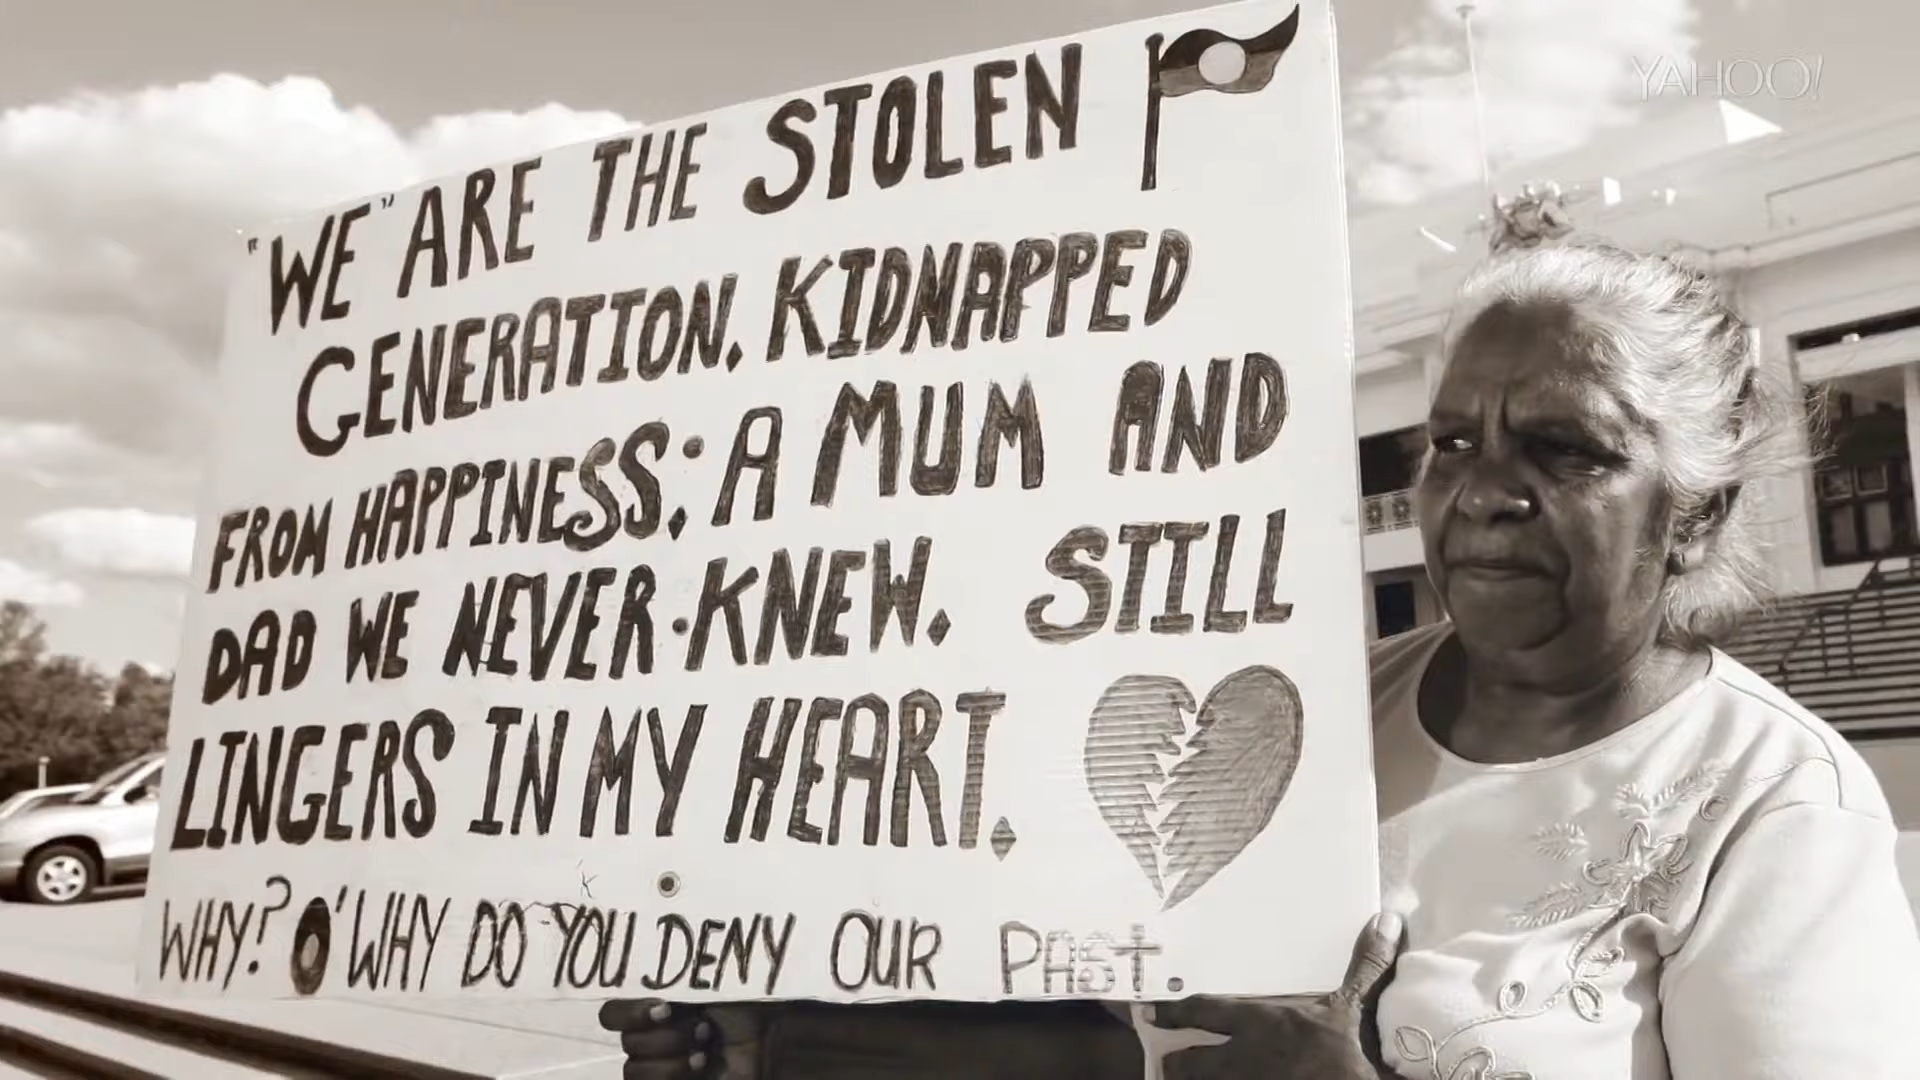 YAHOO!
"WE" ARE THE STOLEN
GENERATION. KIDNAPPED
FROM HAPPINESS: A MUM AND
DAD WE NEVER·KNEW. STILL
LINGERS IN MY HEART.
WHY? O' WHY DO YOU DENY OUR PAST.